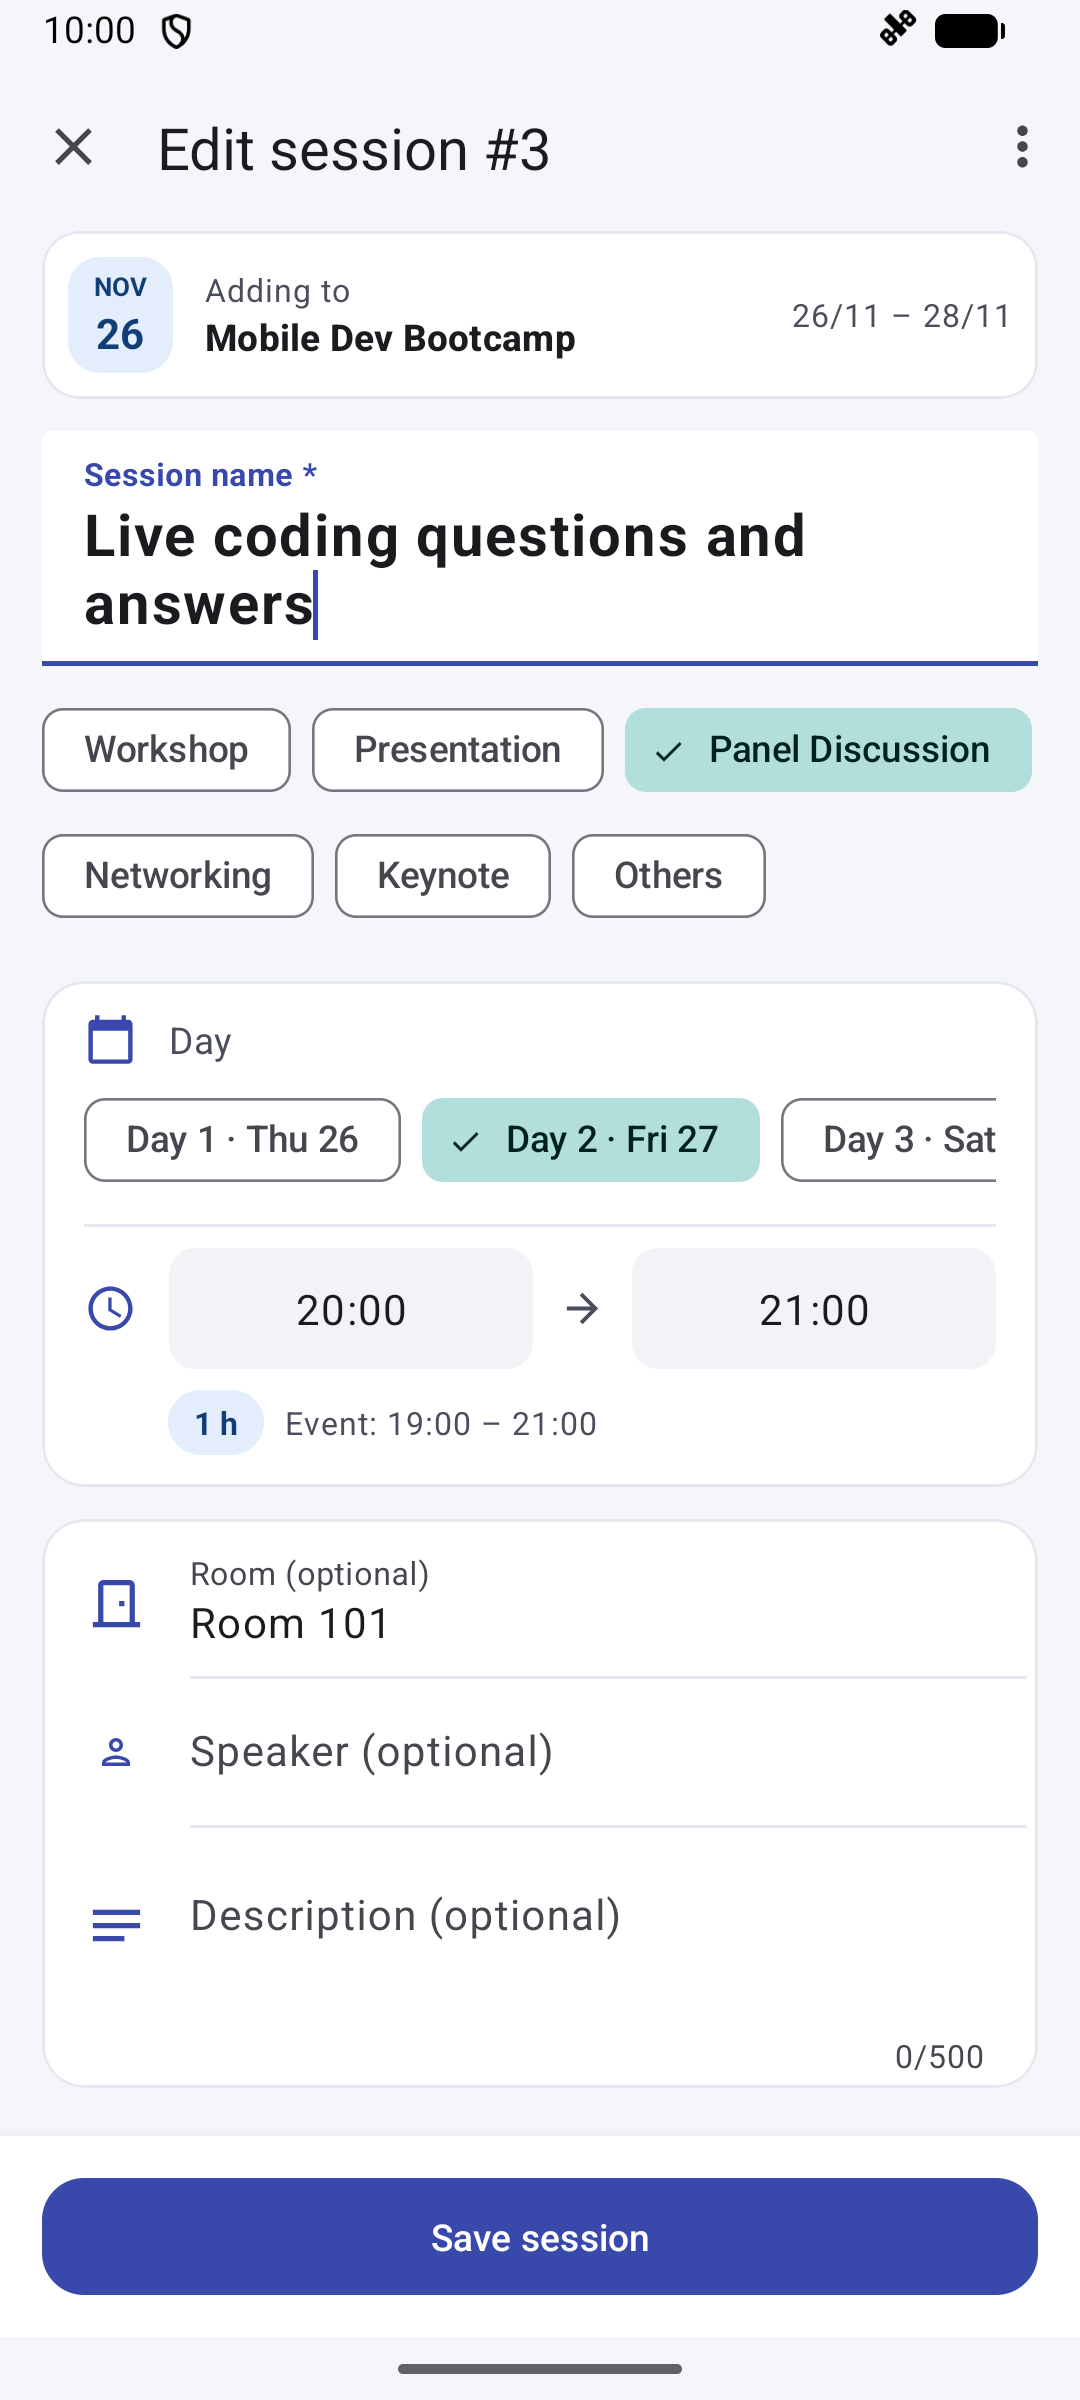 10:00
Edit session #3
NOV
26
Adding to
Mobile Dev Bootcamp
26/11 – 28/11
Session name *
Live coding questions and
answers
Workshop
Presentation
Panel Discussion
Networking
Keynote
Others
Day
Day 1 · Thu 26
Day 2 · Fri 27
Day 3 · Sat
20:00
21:00
1 h
Event: 19:00 – 21:00
Room (optional)
Room 101
Speaker (optional)
Description (optional)
0/500
Save session